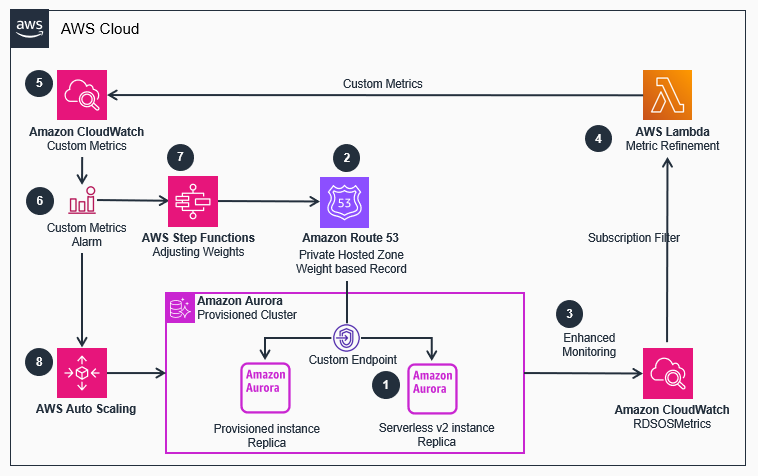 aws
AWS Cloud
5
Amazon CloudWatch
Custom Metrics
Custom Metrics
4
AWS Lambda
Metric Refinement
6
Custom Metrics
Alarm
7
AWS Step Functions
Adjusting Weights
2
53
Amazon Route 53
Private Hosted Zone
Weight based Record
Subscription Filter
Amazon Aurora
Provisioned Cluster
Custom Endpoint
Amazon
Aurora
Provisioned instance
Replica
1
Amazon
Aurora
Serverless v2 instance
Replica
3
Enhanced
Monitoring
Amazon CloudWatch
RDSOSMetrics
8
AWS Auto Scaling